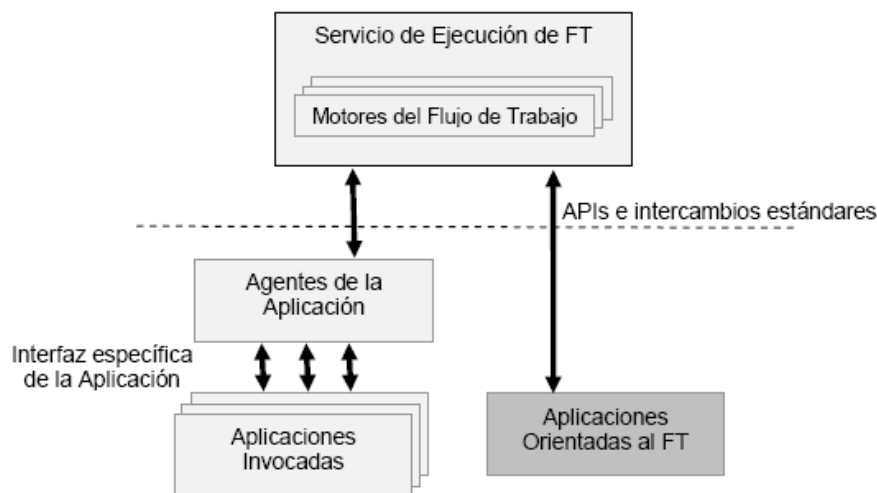 Servicio de Ejecución de FT
Motores del Flujo de Trabajo
APIs e intercambios estándares
Agentes de la
Aplicación
Interfaz específica
de la Aplicación
Aplicaciones
Invocadas
Aplicaciones
Orientadas al FT